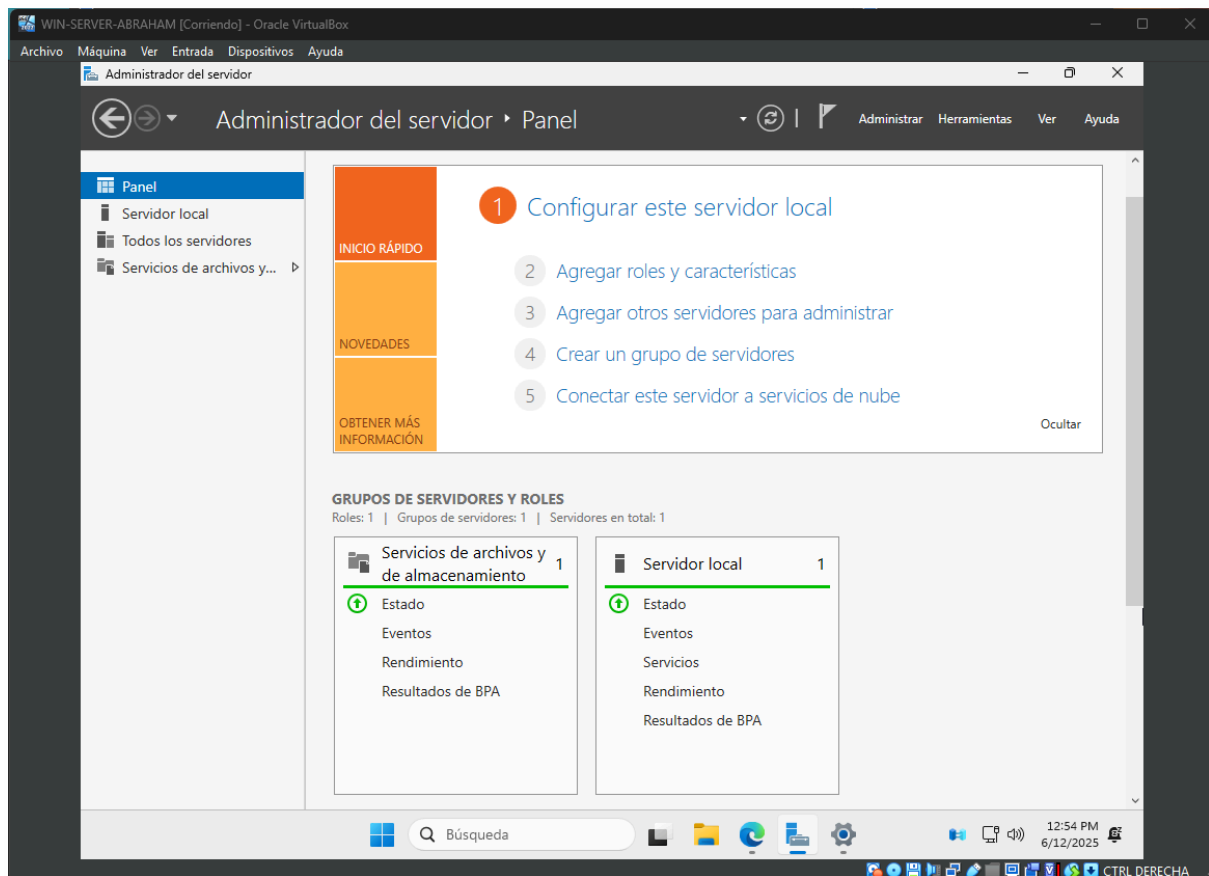 WIN-SERVER-ABRAHAM [Corriendo] - Oracle VirtualBox
Archivo Máquina Ver Entrada Dispositivos Ayuda
Administrador del servidor
Administrador del servidor ‣ Panel
Administrar Herramientas Ver Ayuda
Panel
Servidor local
Todos los servidores
Servicios de archivos y...
INICIO RÁPIDO
NOVEDADES
OBTENER MÁS
INFORMACIÓN
1 Configurar este servidor local
2 Agregar roles y características
3 Agregar otros servidores para administrar
4 Crear un grupo de servidores
5 Conectar este servidor a servicios de nube
Ocultar
GRUPOS DE SERVIDORES Y ROLES
Roles: 1 | Grupos de servidores: 1 | Servidores en total: 1
Servicios de archivos y
de almacenamiento 1
Estado
Eventos
Rendimiento
Resultados de BPA
Servidor local 1
Estado
Eventos
Servicios
Rendimiento
Resultados de BPA
Búsqueda
12:54 PM
6/12/2025
CTRL DERECHA